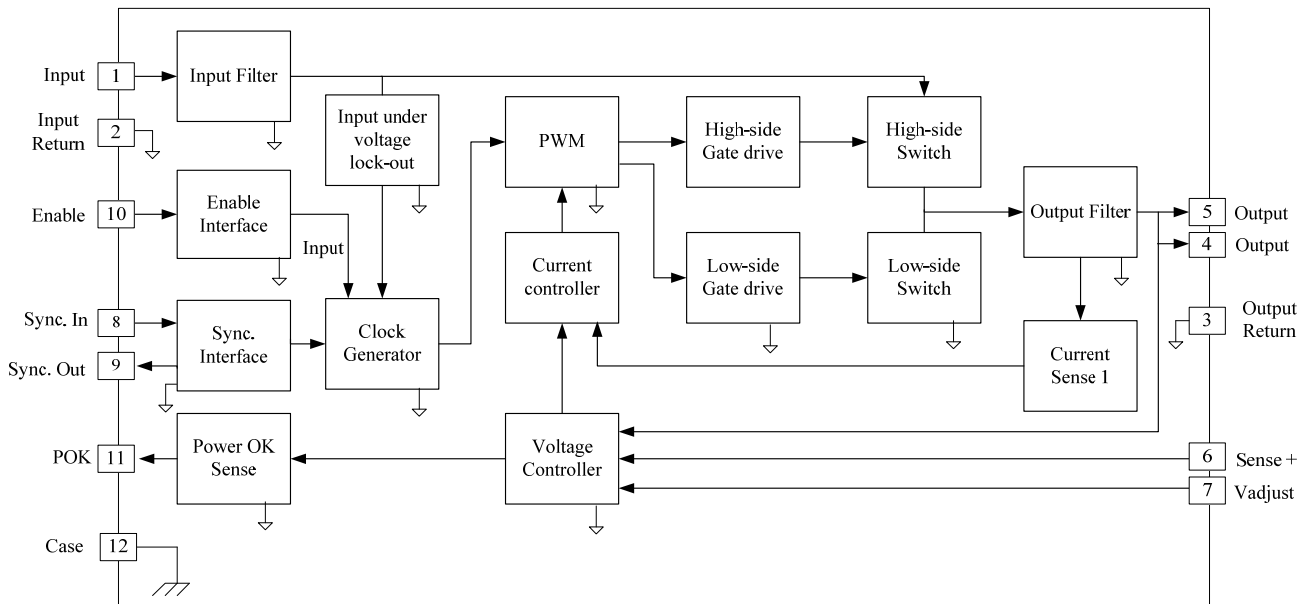 Input
1
Input Filter
Input
Return
2
Input under
voltage
lock-out
PWM
High-side
Gate drive
High-side
Switch
Enable
10
Enable
Interface
Input
Output Filter
5
Output
4
Output
Current
controller
Low-side
Gate drive
Low-side
Switch
Sync. In
8
Sync. Out
9
Sync.
Interface
Clock
Generator
Current
Sense 1
3
Output
Return
POK
11
Power OK
Sense
Voltage
Controller
6
Sense +
7
Vadjust
Case
12